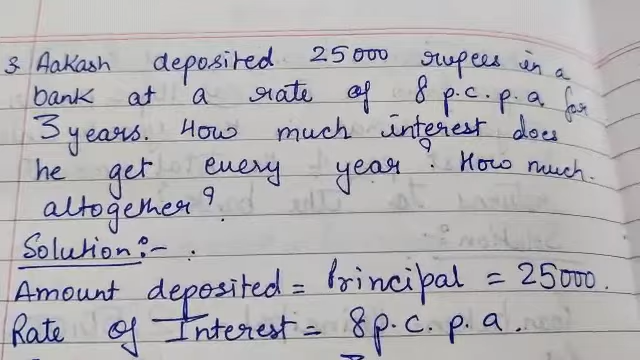 3 Aakash deposited 25000 rupees in a
bank at a rate of 8 p.c.p.a for
3 years. How much interest does
he get every year? How much
altogether?
Solution:-
Amount deposited = Principal = 25000.
Rate of Interest = 8 p.c.p.a.